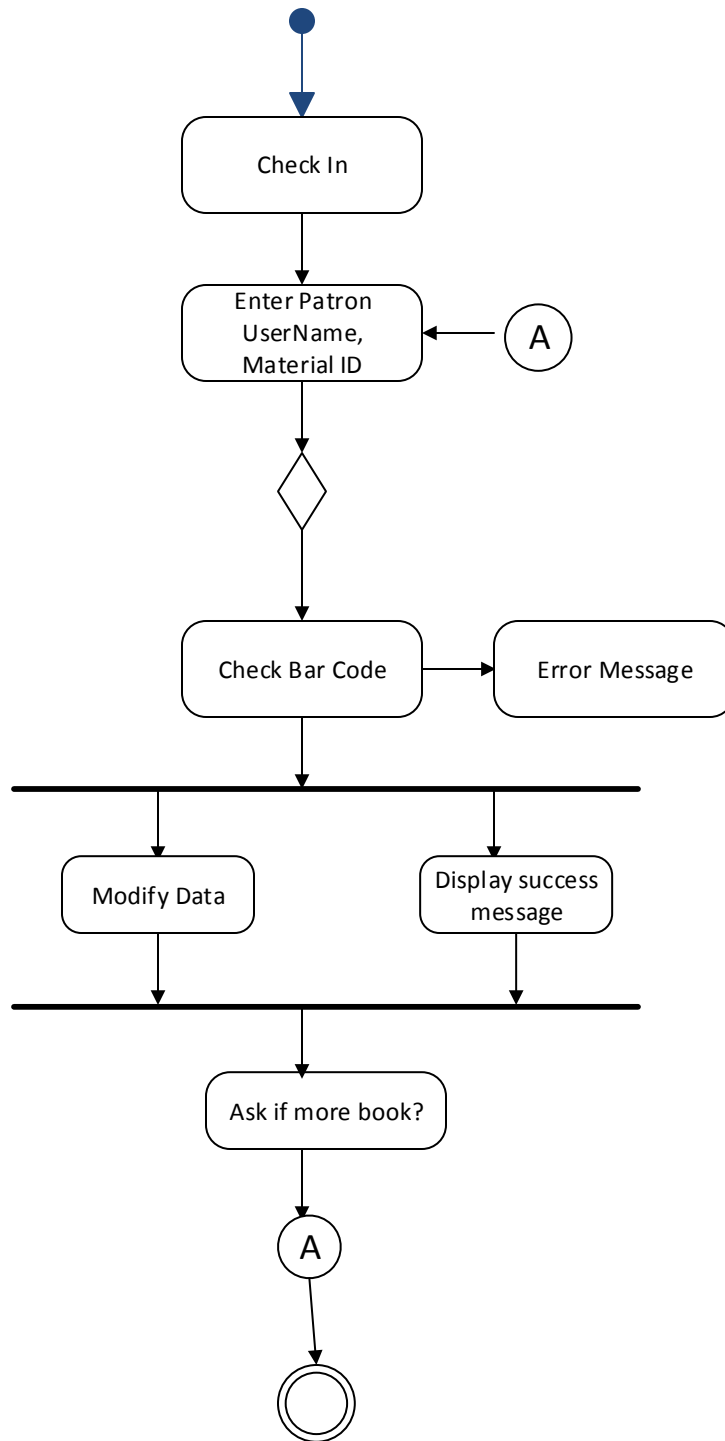 Check In
Enter Patron
UserName,
Material ID
A
Check Bar Code
Error Message
Modify Data
Display success
message
Ask if more book?
A